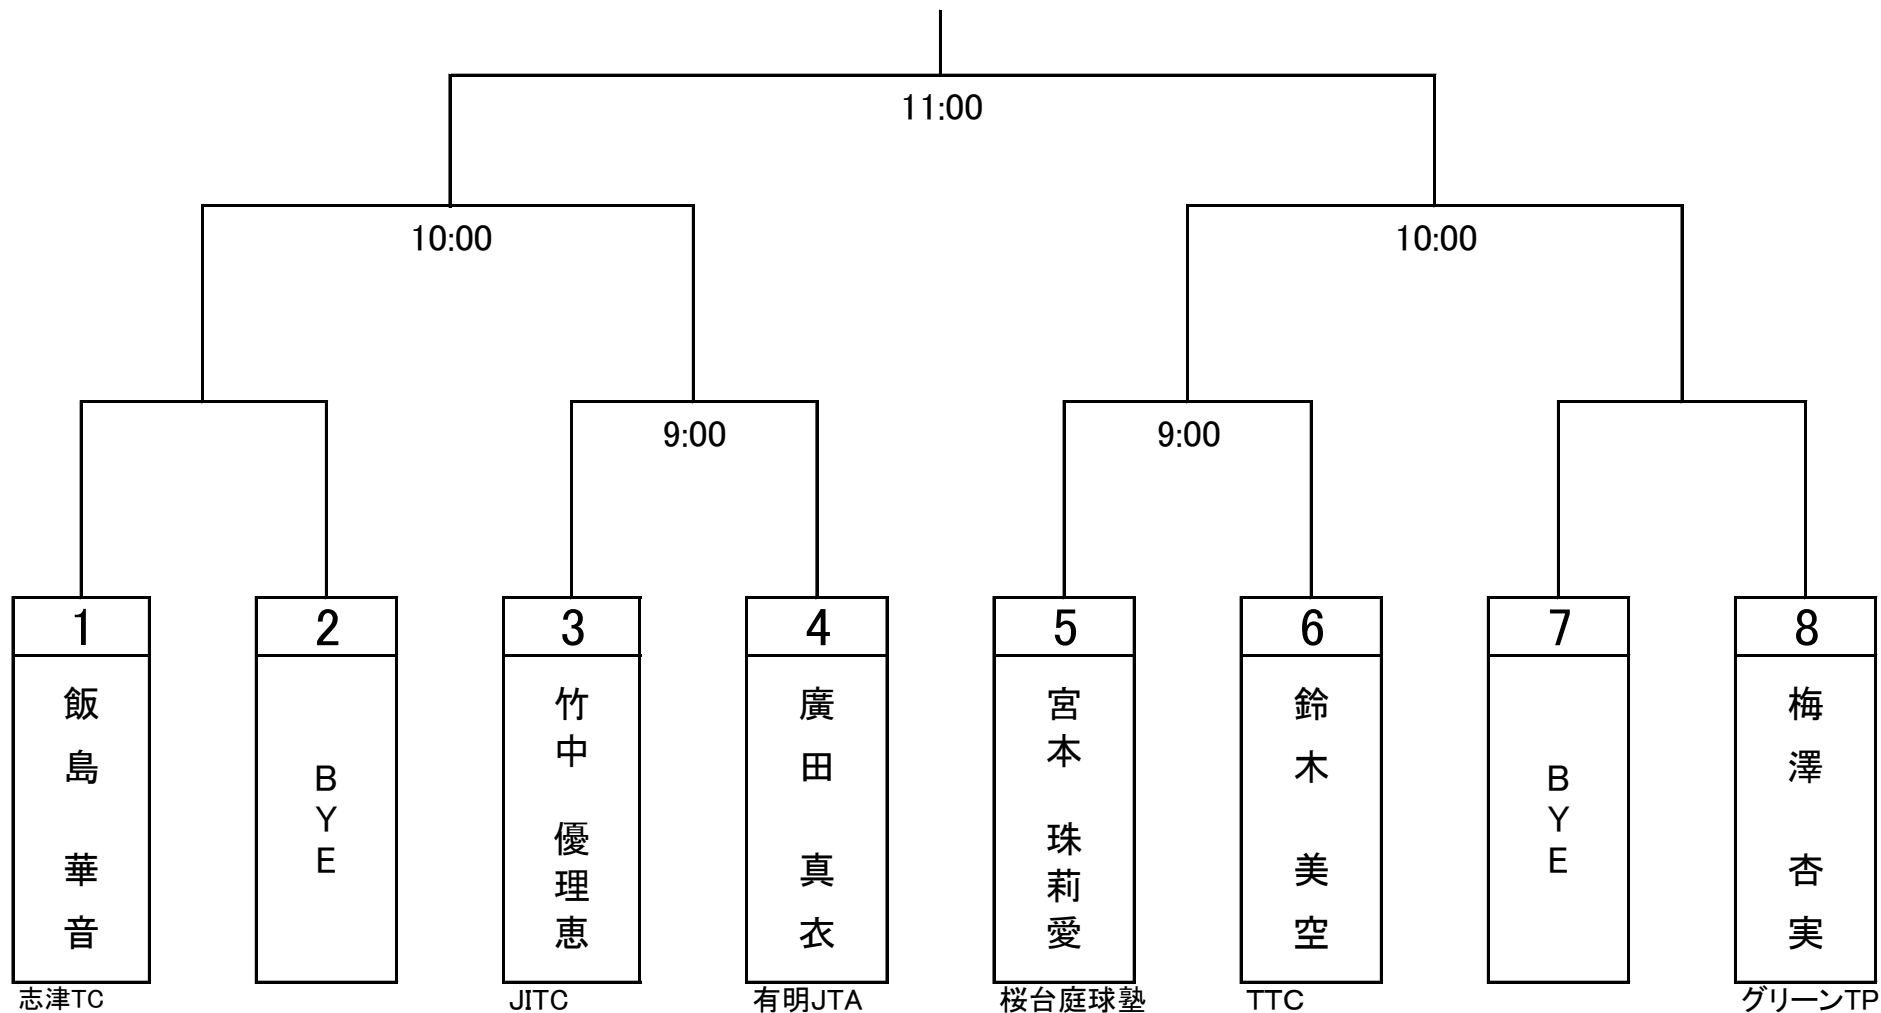 11:00
10:00
10:00
9:00
9:00
1
2
3
4
5
6
7
8
飯島 華音
BYE
竹中 優理恵
廣田 真衣
宮本 珠莉愛
鈴木 美空
BYE
梅澤 杏実
志津TC
JITC
有明JTA
桜台庭球塾
TTC
グリーンTP